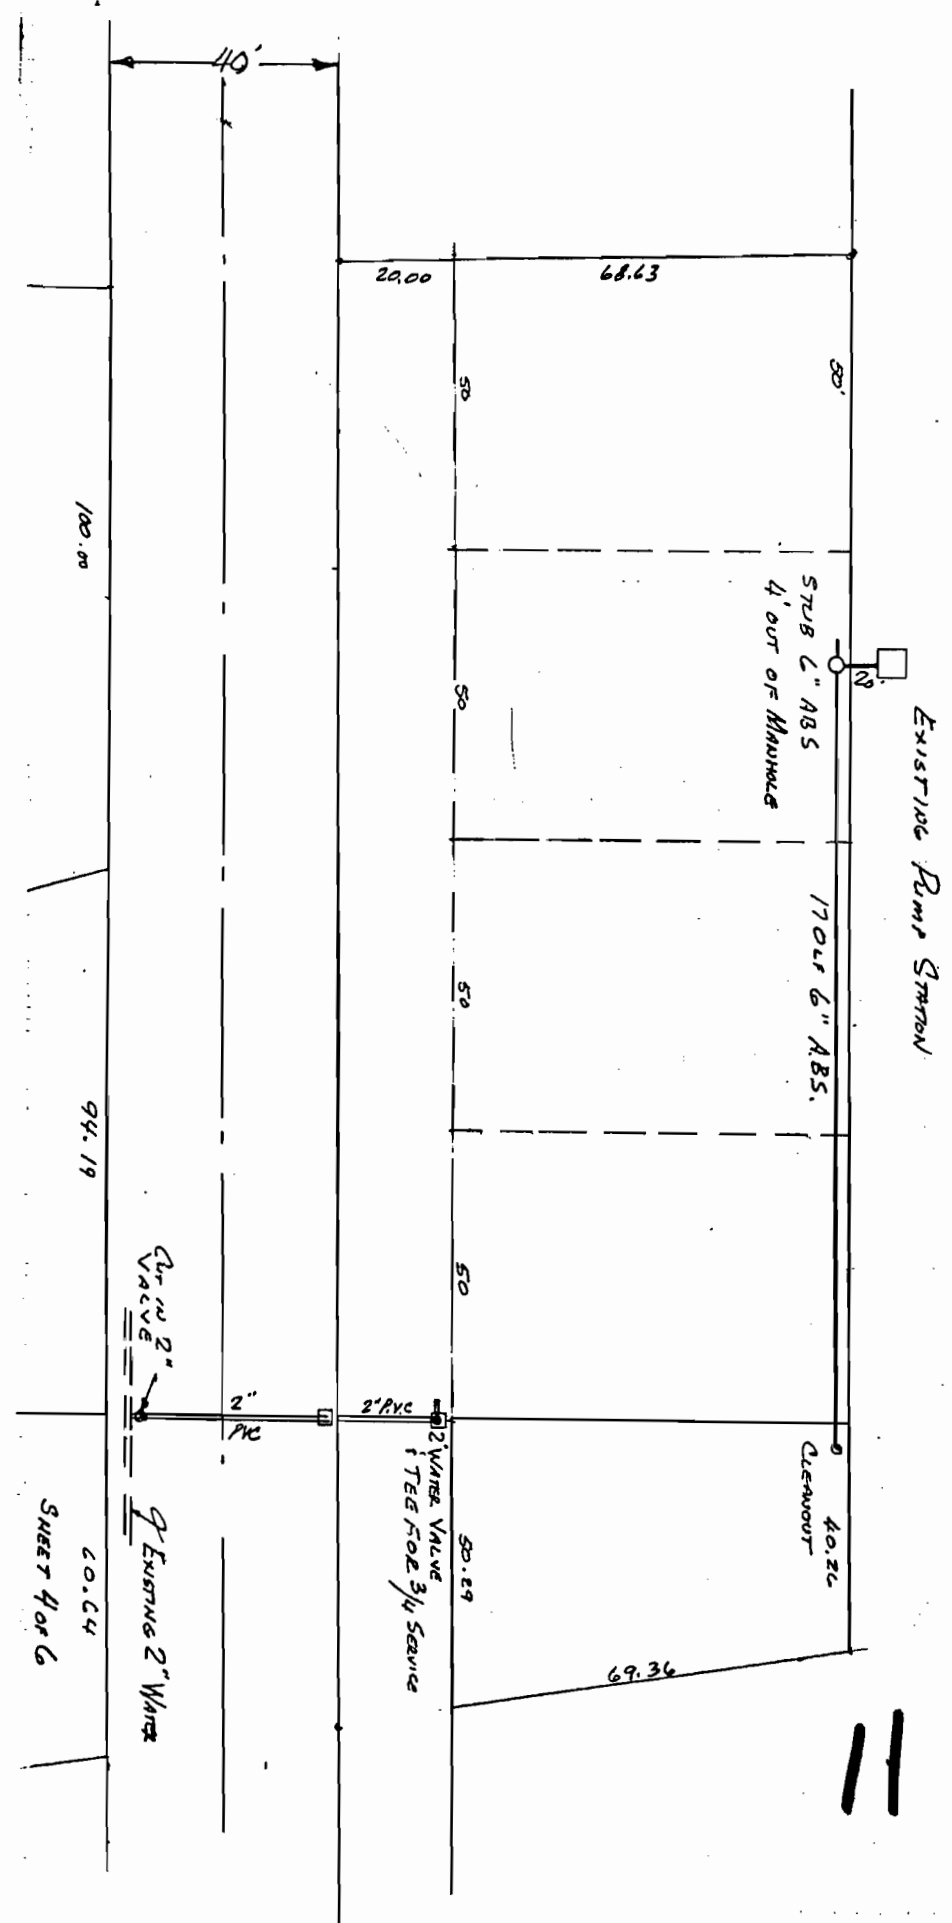 EXISTING PUMP STATION
20'
50'
STUB 6" ABS
4' OUT OF MANHOLE
170 LF 6" A.B.S.
CLEANOUT
40.26
68.63
69.36
20.00
50
50
50
50
50.29
2" WATER VALVE
& TEE FOR 3/4 SERVICE
2" P.V.C
2"
PVC
40'
CUT IN 2"
VALVE
EXISTING 2" WATER
100.00
94.19
60.64
SHEET 4 OF 6
11